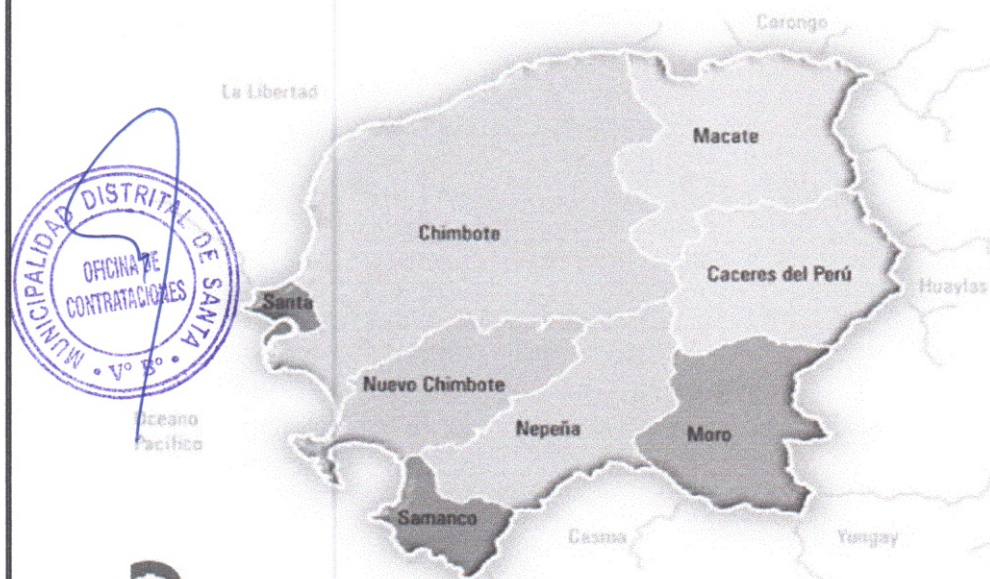 Corongo
La Libertad
Macate
MUNICIPALIDAD DISTRITAL DE SANTA
OFICINA DE
CONTRATACIONES
Vº Bº
Chimbote
Caceres del Perú
Huaylas
Santa
Nuevo Chimbote
Nepeña
Moro
Oceano
Pacifico
Samanco
Casma
Yungay